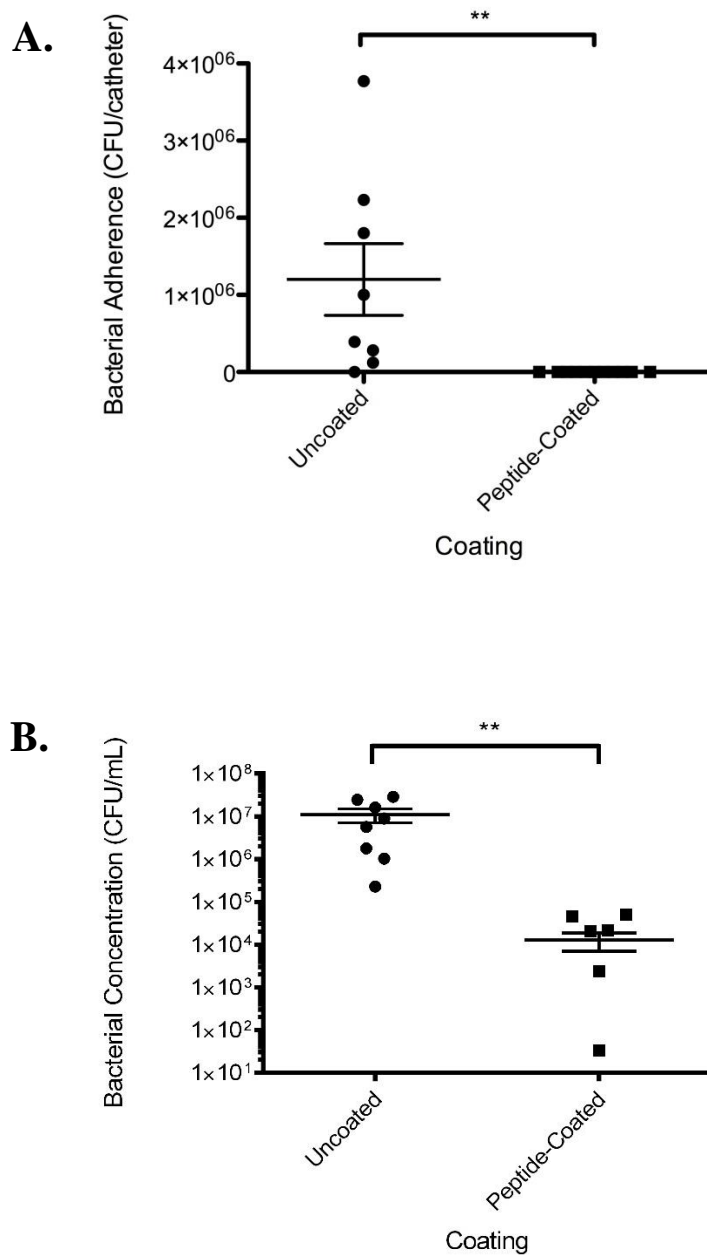 A.
**
Bacterial Adherence (CFU/catheter)
4×10⁰⁶
3×10⁰⁶
2×10⁰⁶
1×10⁰⁶
0
Uncoated
Peptide-Coated
Coating
B.
**
Bacterial Concentration (CFU/mL)
1×10⁸
1×10⁷
1×10⁶
1×10⁵
1×10⁴
1×10³
1×10²
1×10¹
Uncoated
Peptide-Coated
Coating